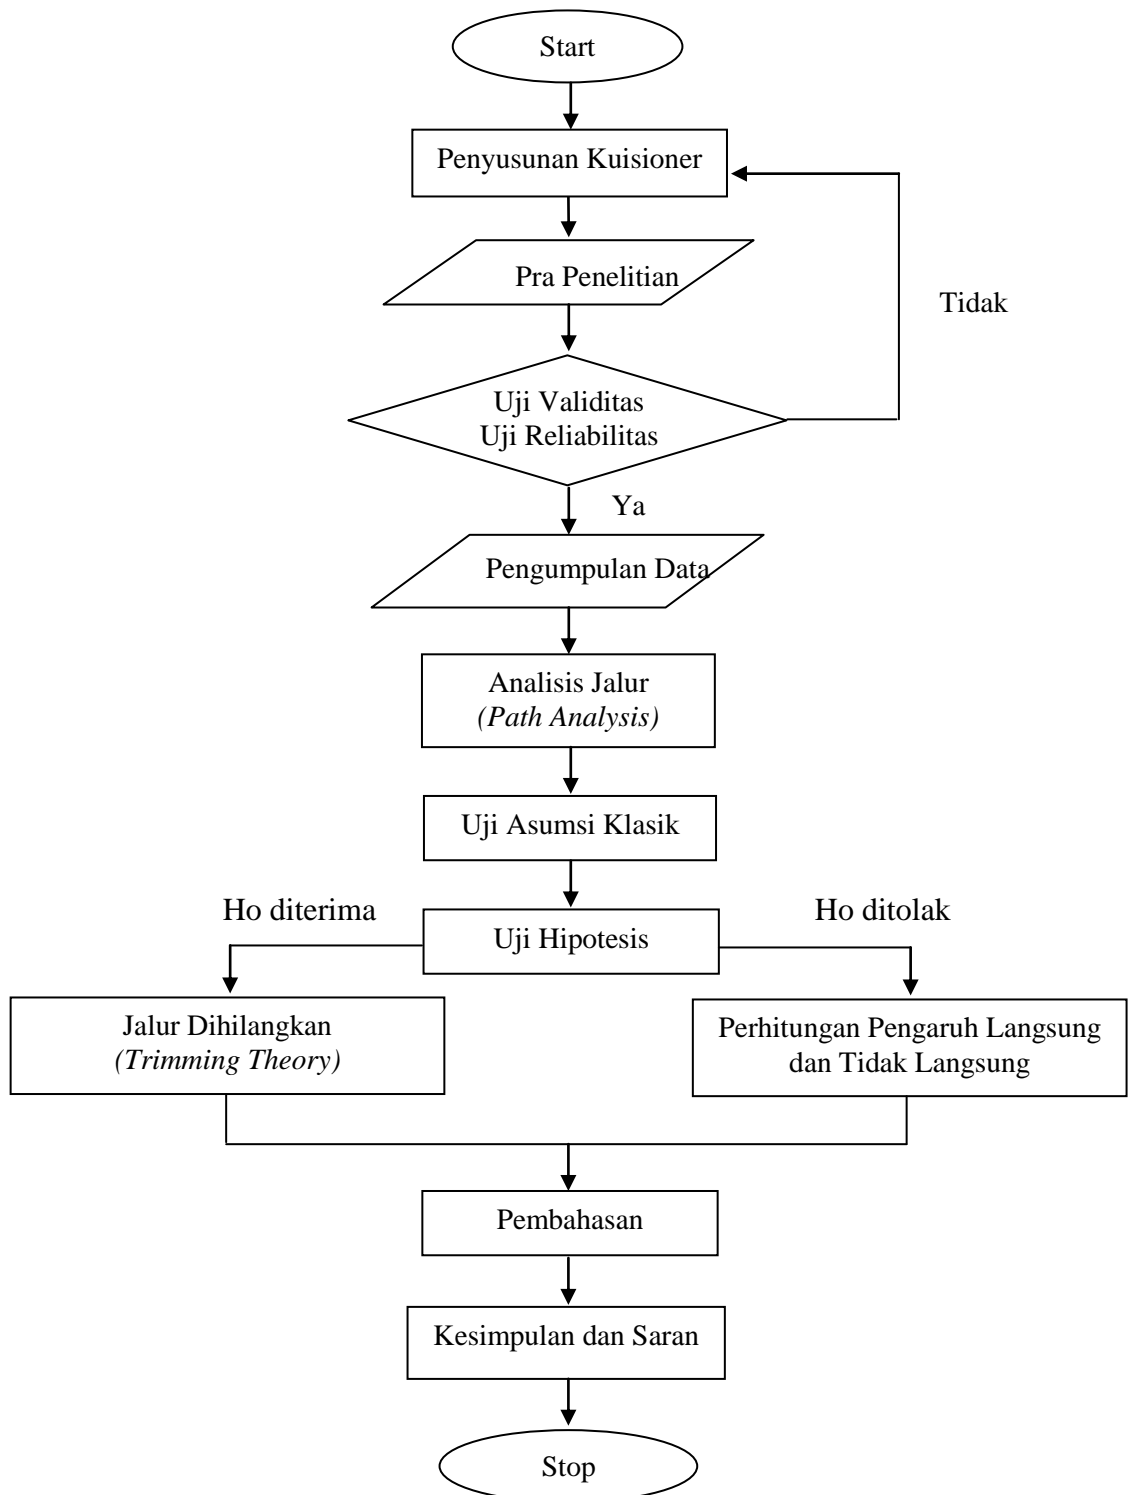 Start
Penyusunan Kuisioner
Pra Penelitian
Tidak
Uji Validitas
Uji Reliabilitas
Ya
Pengumpulan Data
Analisis Jalur
(Path Analysis)
Uji Asumsi Klasik
Ho diterima
Ho ditolak
Uji Hipotesis
Jalur Dihilangkan
(Trimming Theory)
Perhitungan Pengaruh Langsung
dan Tidak Langsung
Pembahasan
Kesimpulan dan Saran
Stop